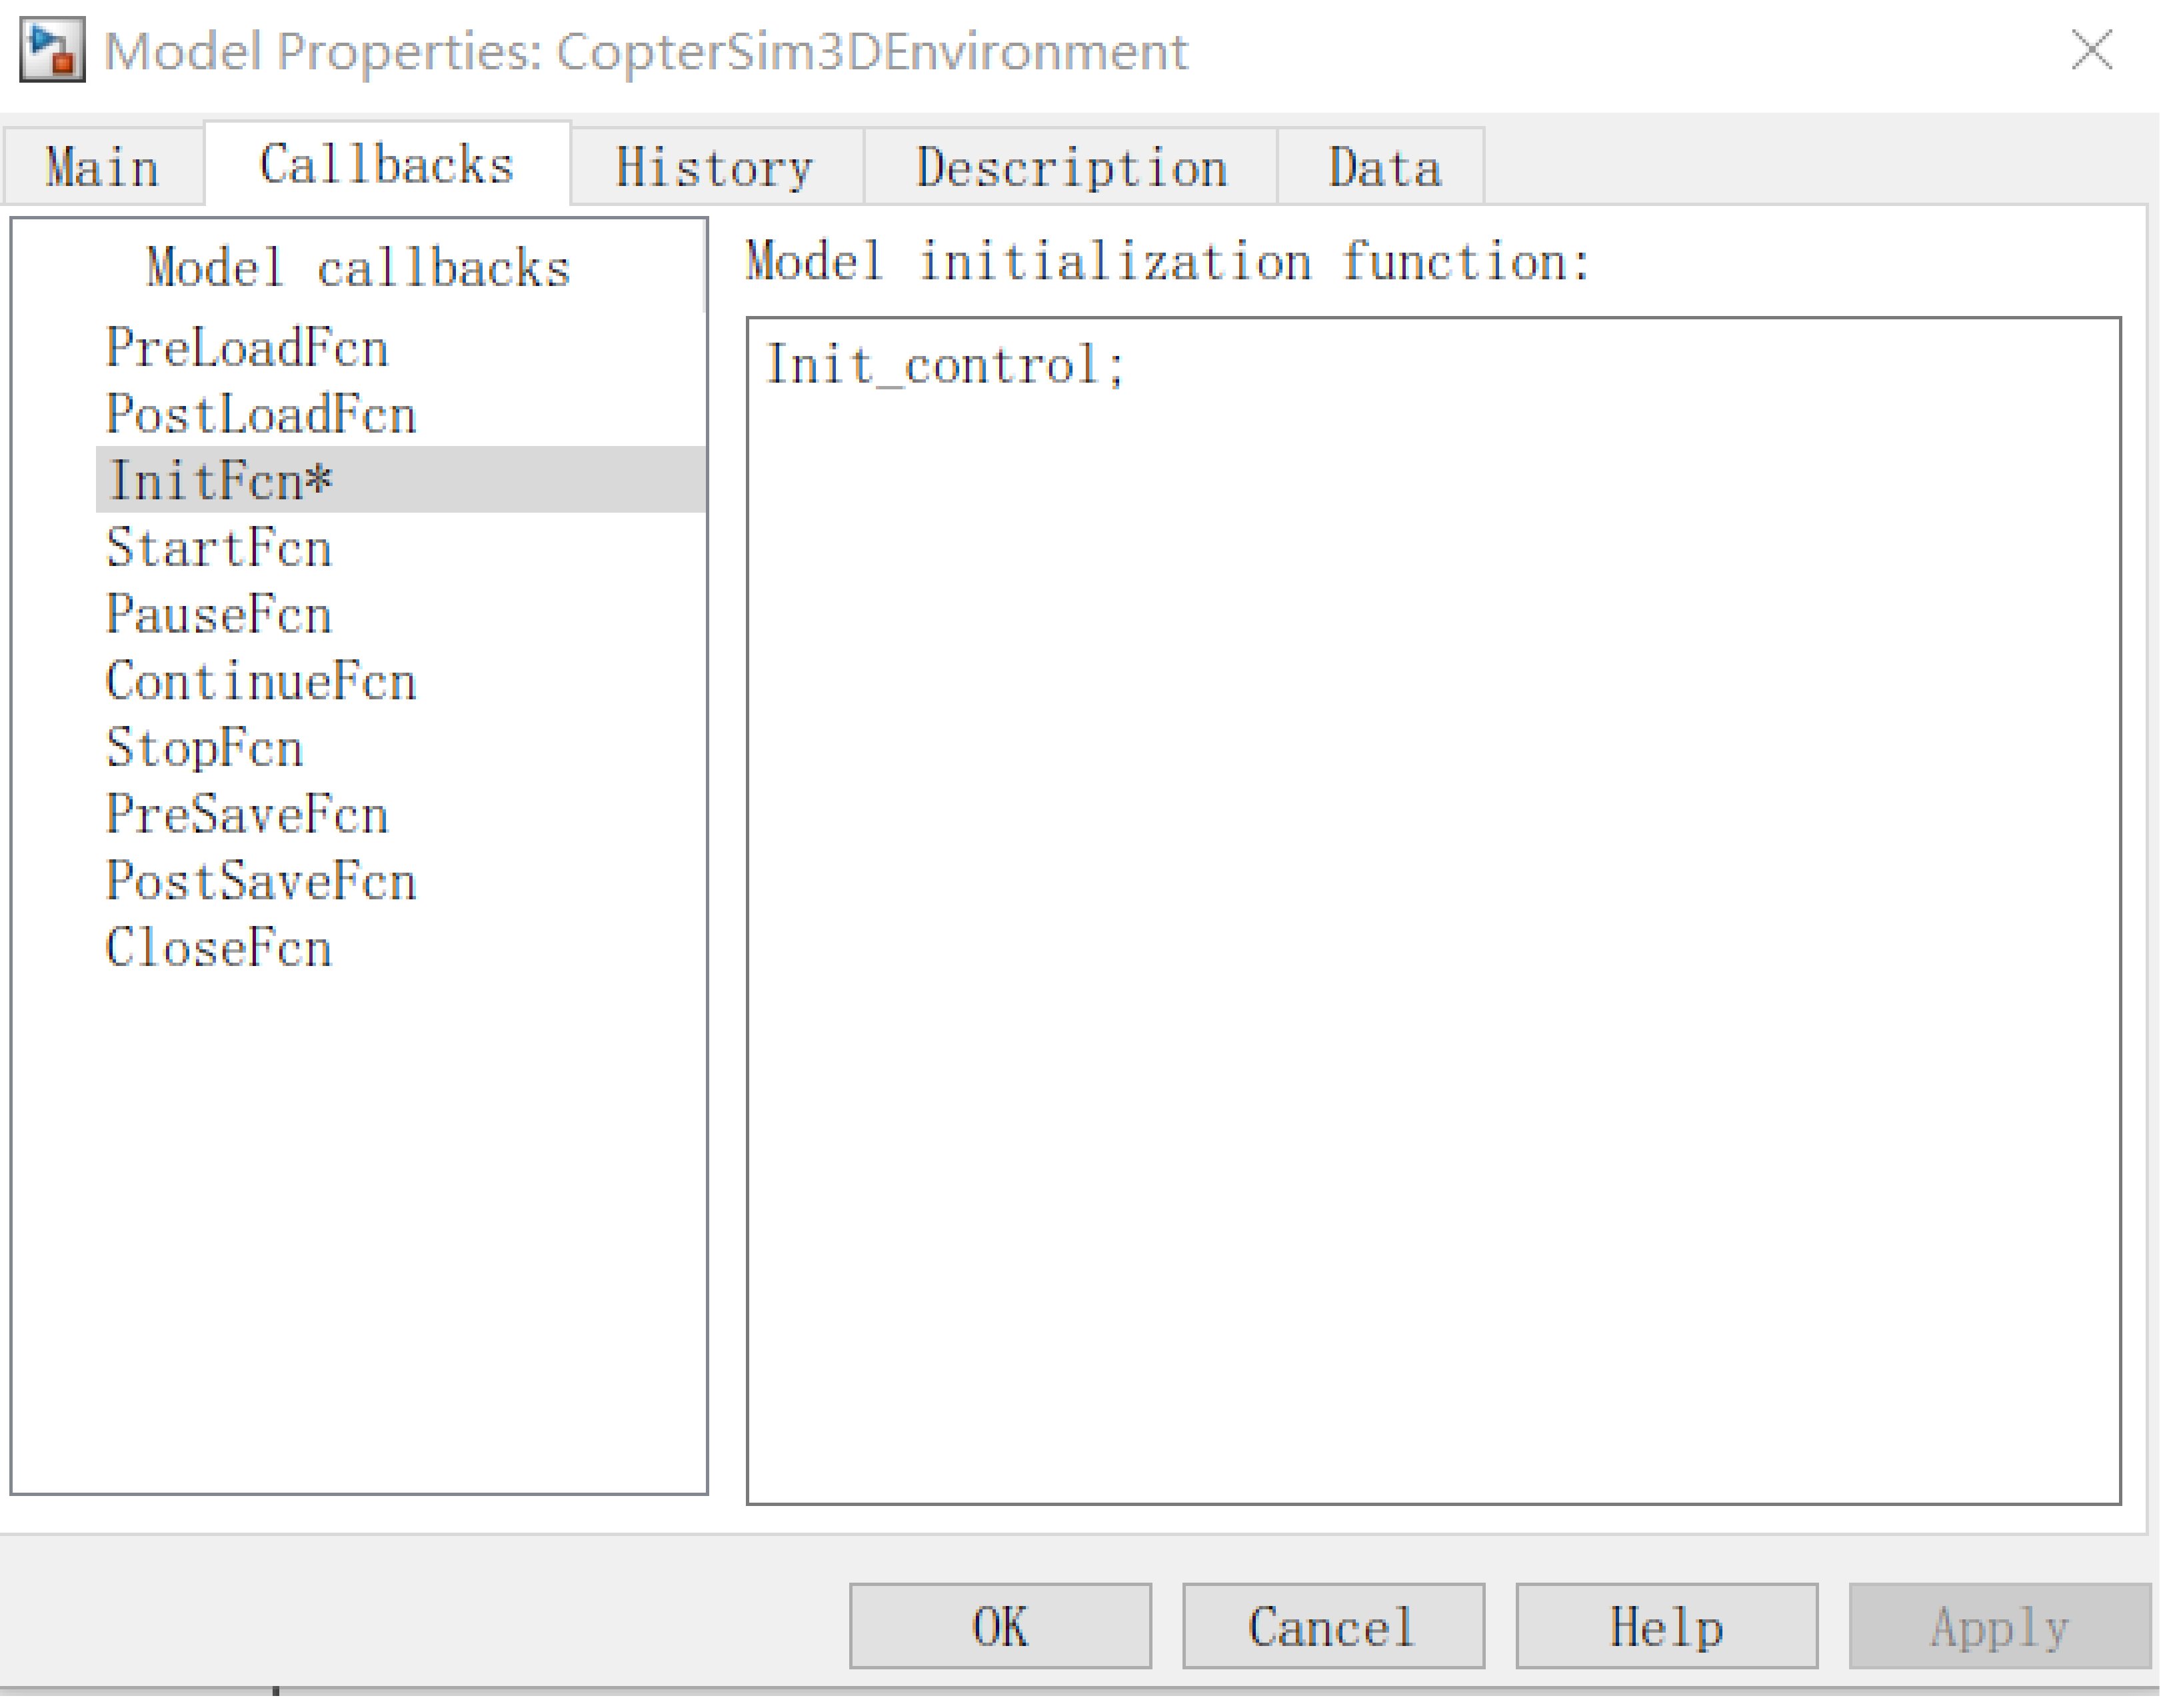 Model Properties: CopterSim3DEnvironment
Main Callbacks History Description Data
Model callbacks
PreLoadFcn
PostLoadFcn
InitFcn*
StartFcn
PauseFcn
ContinueFcn
StopFcn
PreSaveFcn
PostSaveFcn
CloseFcn
Model initialization function:
Init_control;
OK Cancel Help Apply